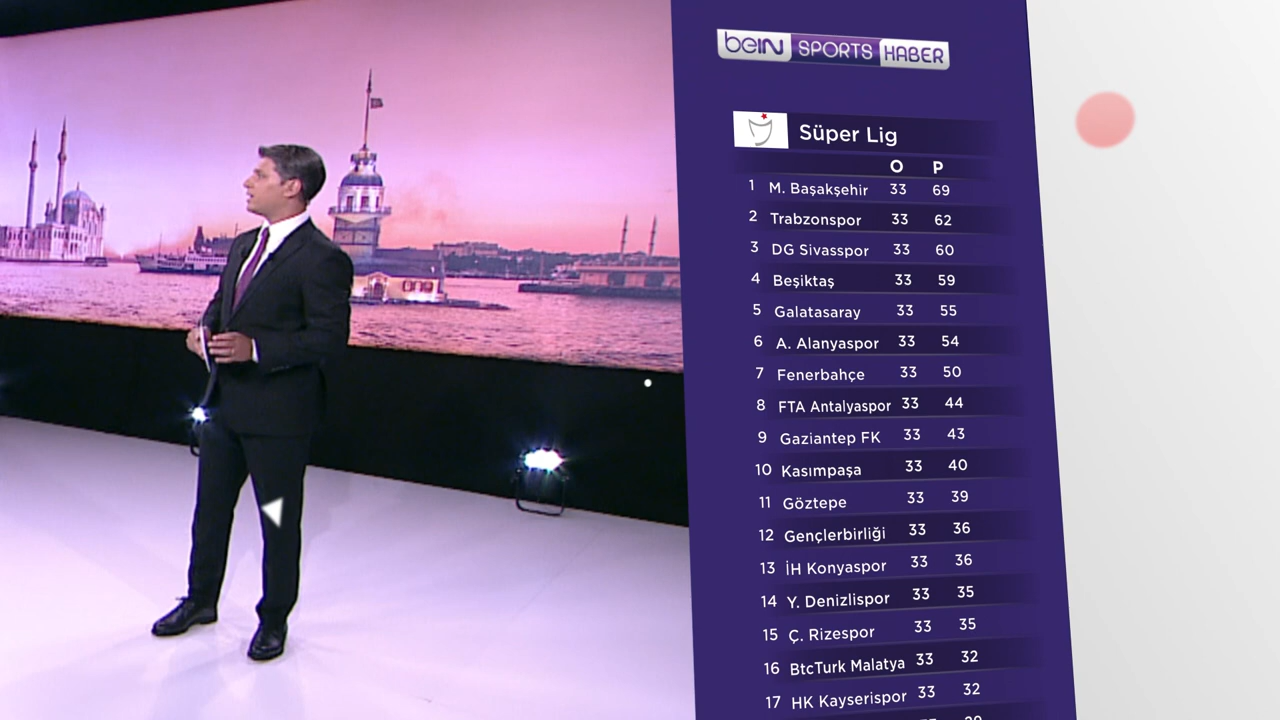 beIN SPORTS HABER
Süper Lig
O P
1 M. Başakşehir 33 69
2 Trabzonspor 33 62
3 DG Sivasspor 33 60
4 Beşiktaş 33 59
5 Galatasaray 33 55
6 A. Alanyaspor 33 54
7 Fenerbahçe 33 50
8 FTA Antalyaspor 33 44
9 Gaziantep FK 33 43
10 Kasımpaşa 33 40
11 Göztepe 33 39
12 Gençlerbirliği 33 36
13 İH Konyaspor 33 36
14 Y. Denizlispor 33 35
15 Ç. Rizespor 33 35
16 BtcTurk Malatya 33 32
17 HK Kayserispor 33 32